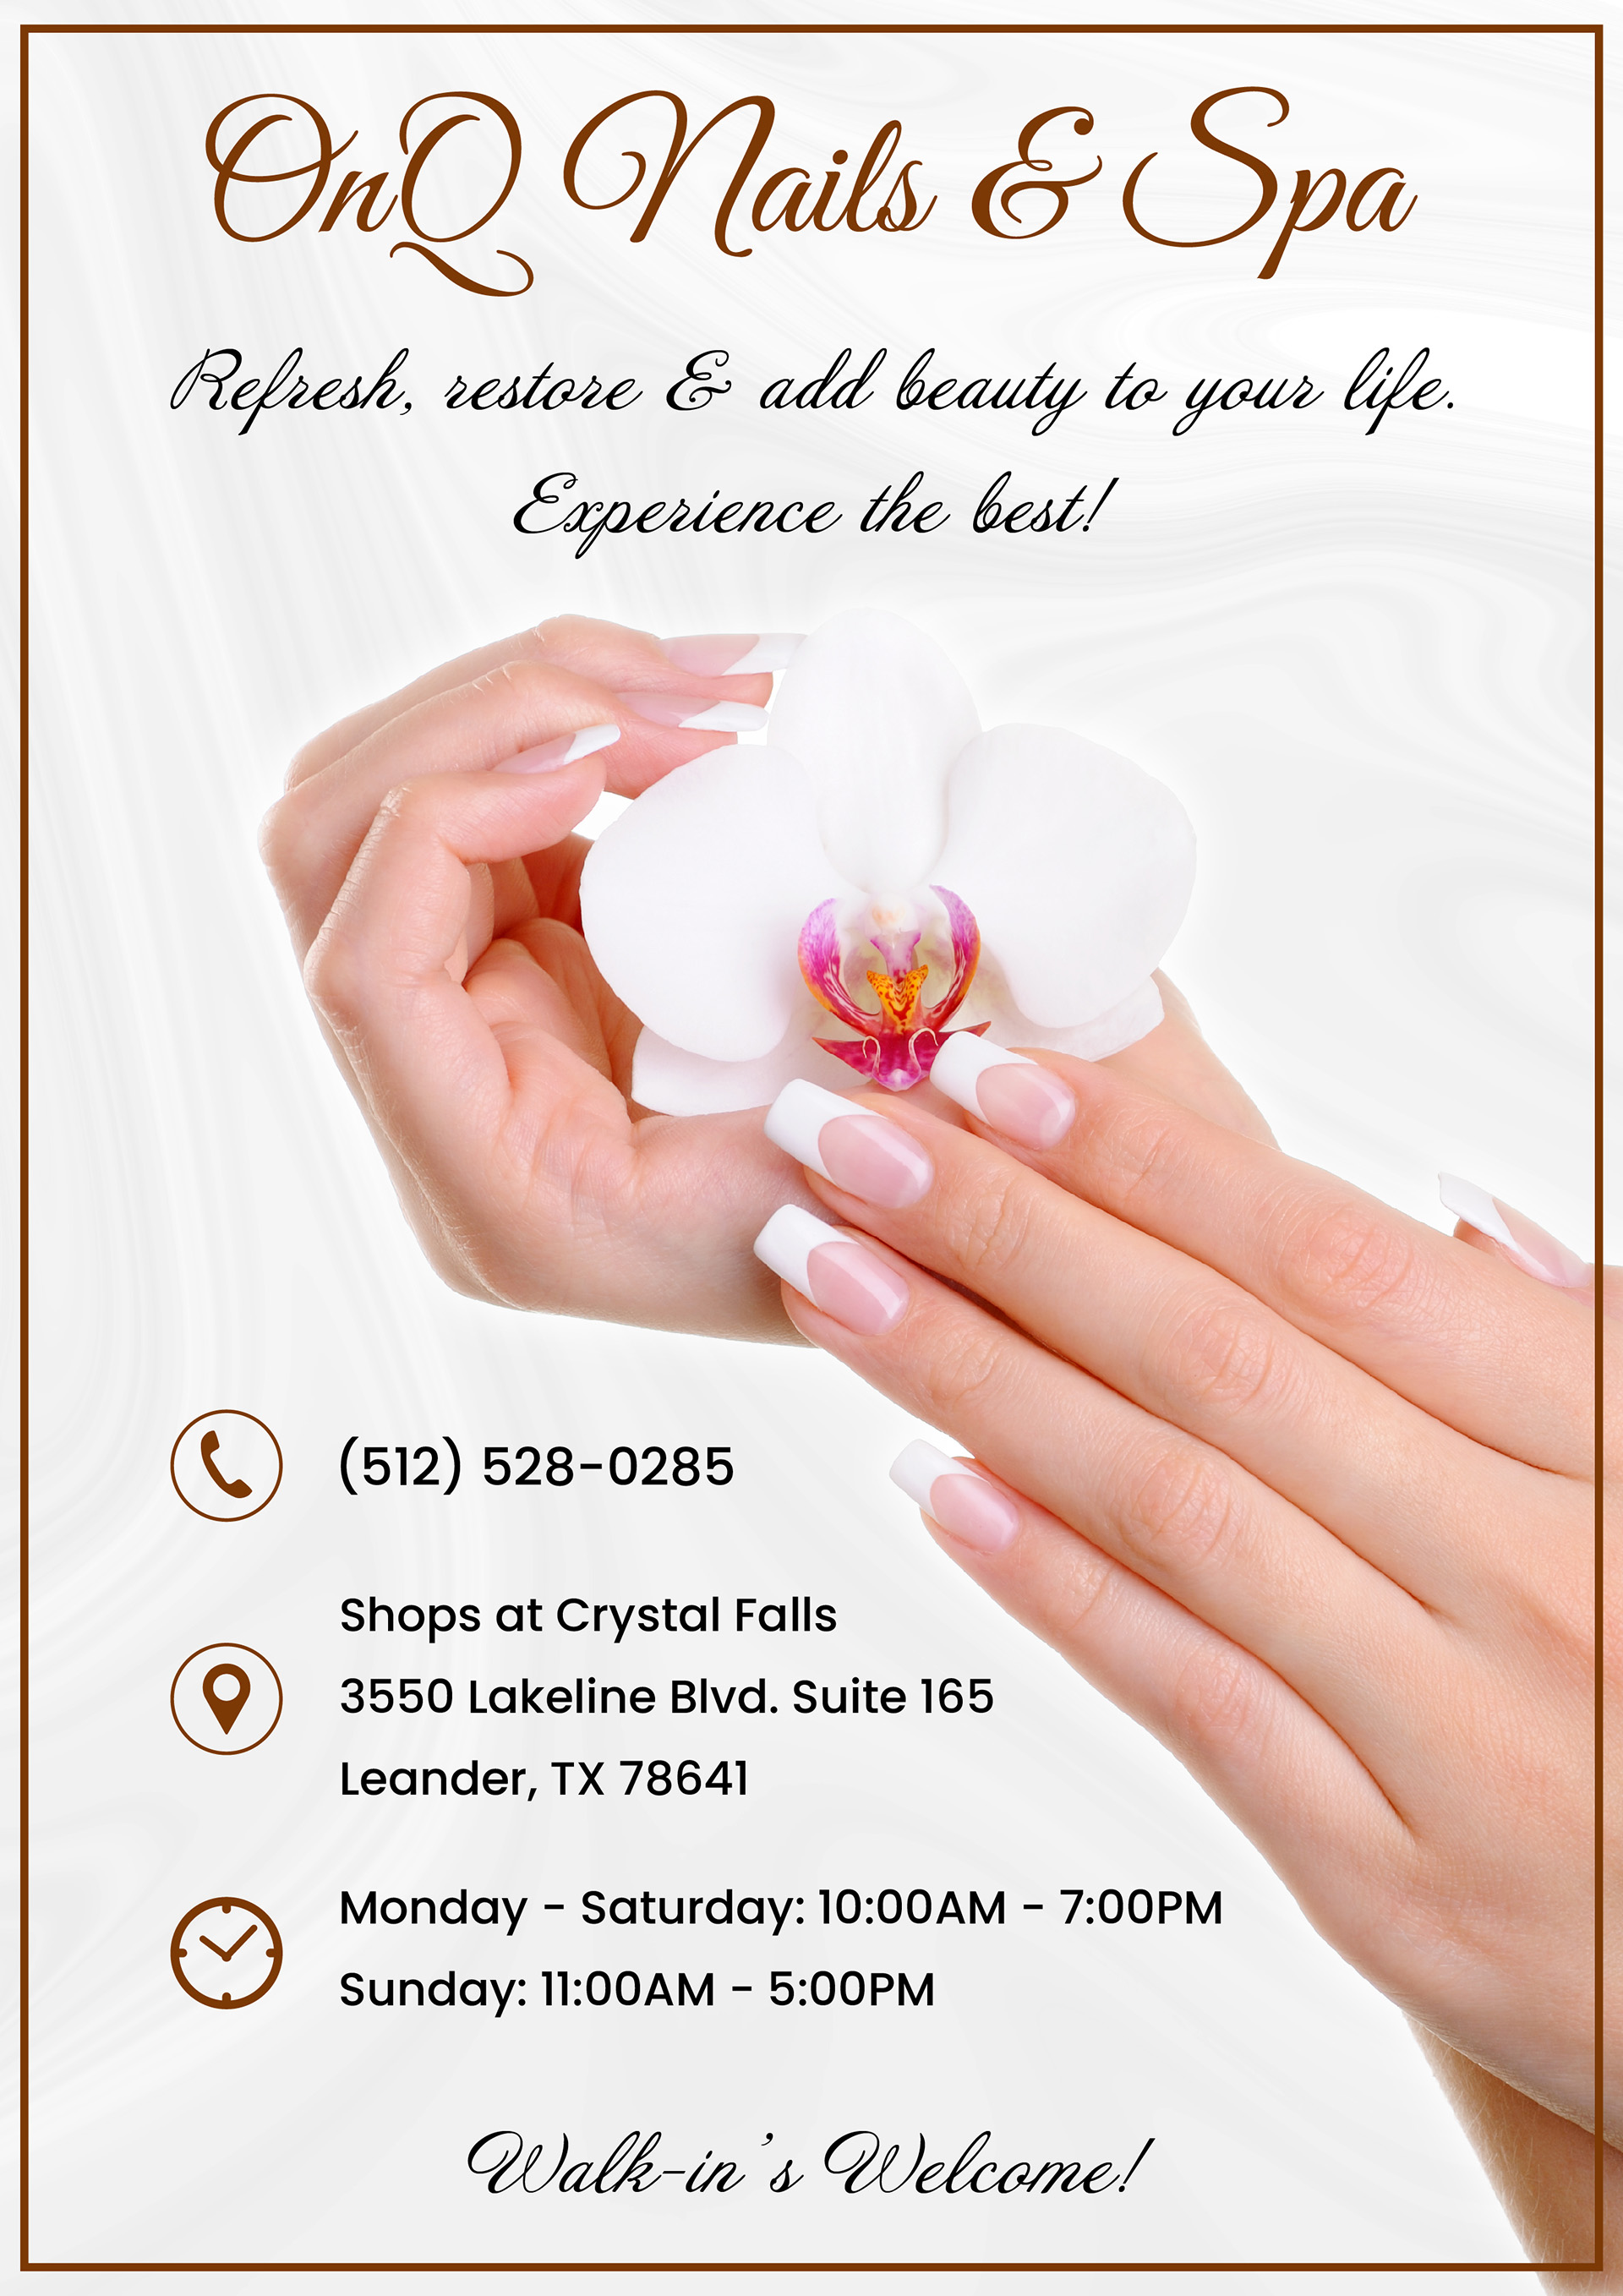 OnQ Nails & Spa
Refresh, restore & add beauty to your life.
Experience the best!
(512) 528-0285
Shops at Crystal Falls
3550 Lakeline Blvd. Suite 165
Leander, TX 78641
Monday - Saturday: 10:00AM - 7:00PM
Sunday: 11:00AM - 5:00PM
Walk-in's Welcome!